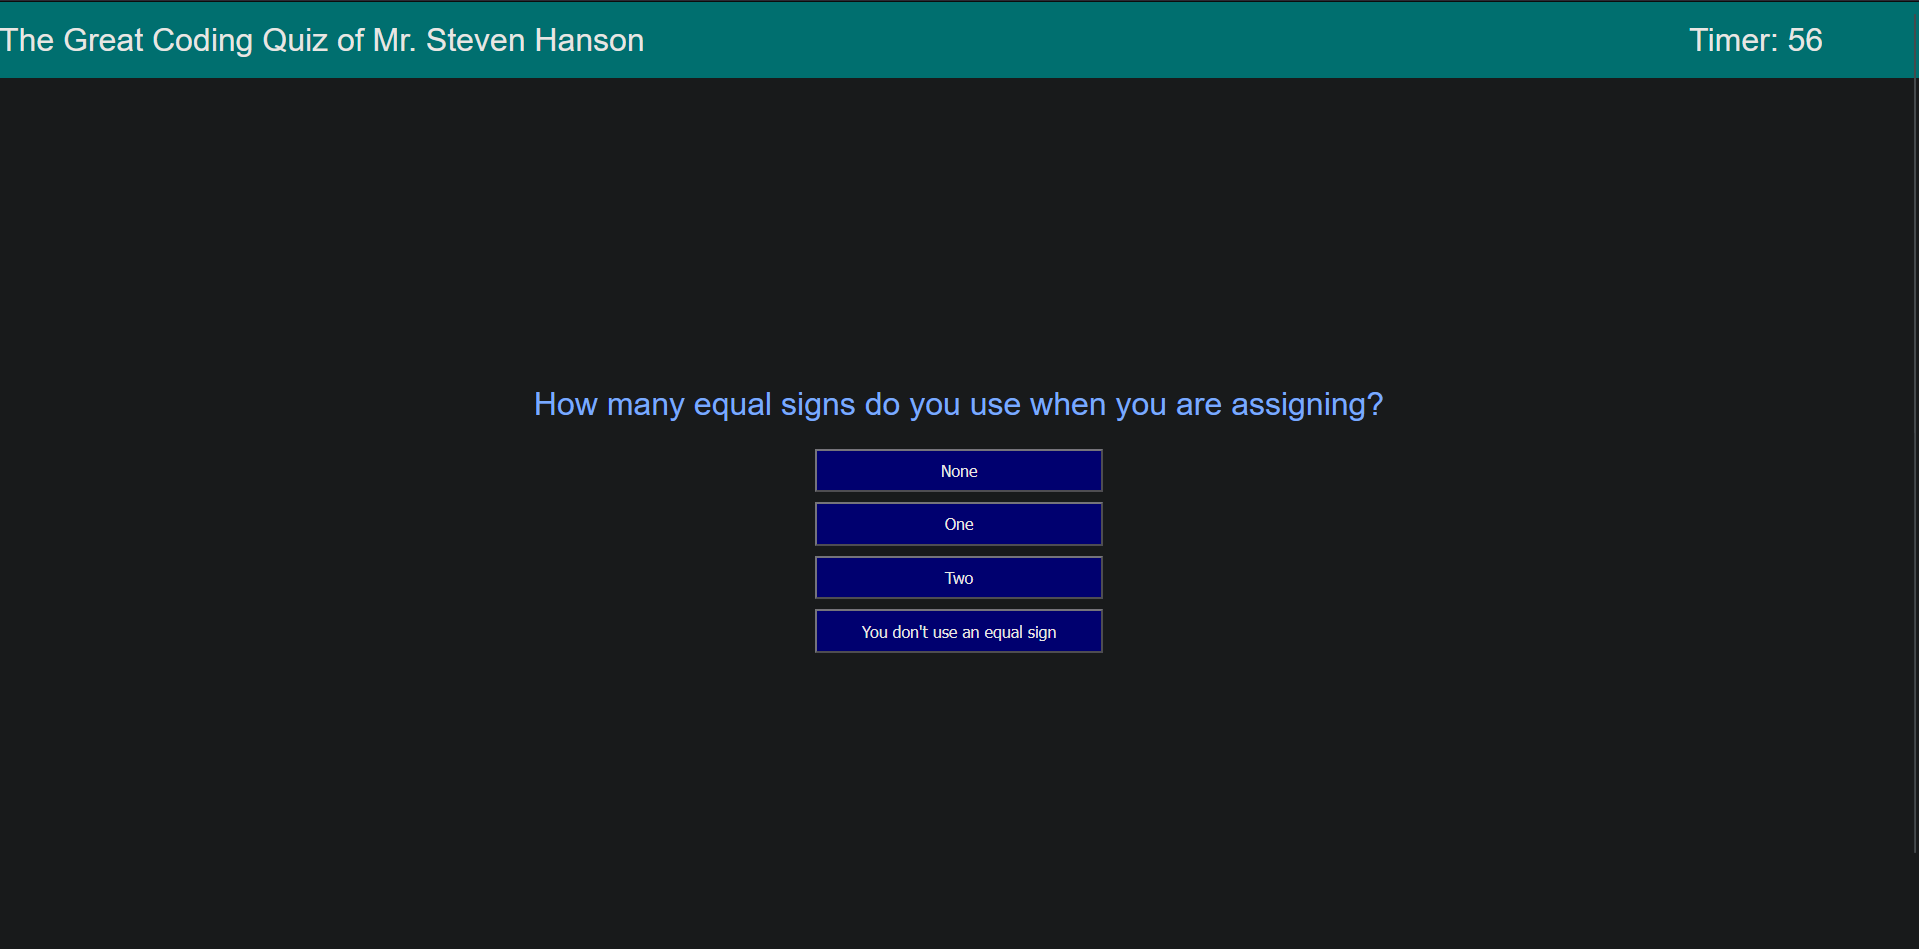 The Great Coding Quiz of Mr. Steven Hanson
Timer: 56
How many equal signs do you use when you are assigning?
None
One
Two
You don't use an equal sign